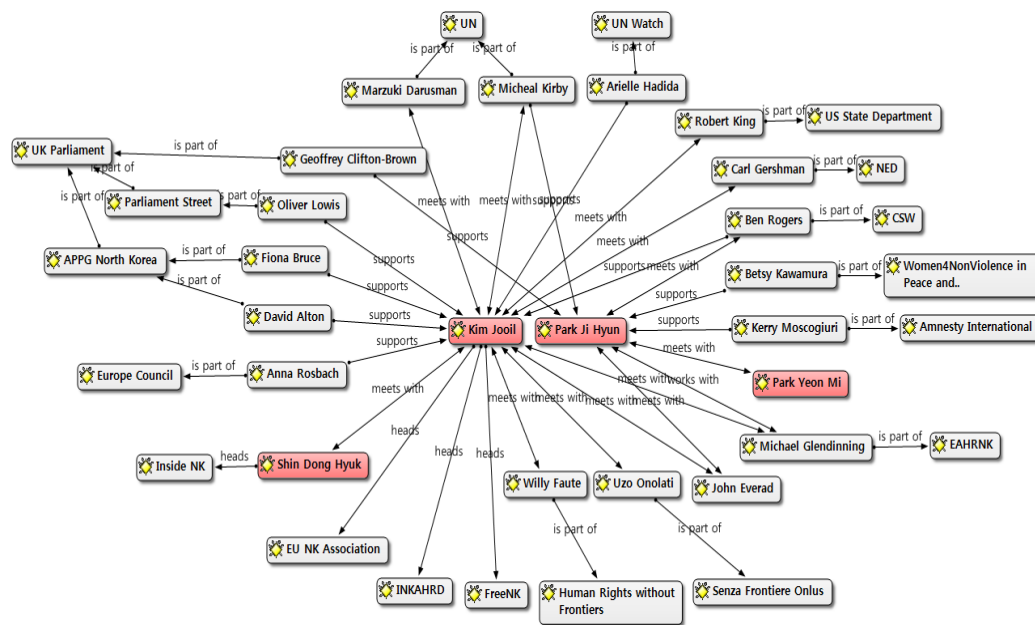 UN
UN Watch
is part of
is part of
is part of
Marzuki Darusman
Micheal Kirby
Arielle Hadida
Robert King
is part of
US State Department
UK Parliament
is part of
Geoffrey Clifton-Brown
Carl Gershman
is part of
NED
is part of
is part of
Parliament Street
is part of
Oliver Lowis
meets with
meets with
supports
supports
meets with
Ben Rogers
is part of
CSW
supports
meets with
APPG North Korea
is part of
Fiona Bruce
supports
supports
meets with
supports
Betsy Kawamura
is part of
Women4NonViolence in
Peace and..
is part of
David Alton
supports
Kim Jooil
Park Ji Hyun
supports
Kerry Moscogiuri
is part of
Amnesty International
supports
meets with
Europe Council
is part of
Anna Rosbach
meets with
meets with
works with
Park Yeon Mi
meets with
meets with
meets with
meets with
heads
Michael Glendinning
is part of
EAHRNK
Inside NK
heads
Shin Dong Hyuk
heads
heads
Willy Faute
Uzo Onolati
John Everad
is part of
is part of
EU NK Association
INKAHRD
FreeNK
Human Rights without
Frontiers
Senza Frontiere Onlus